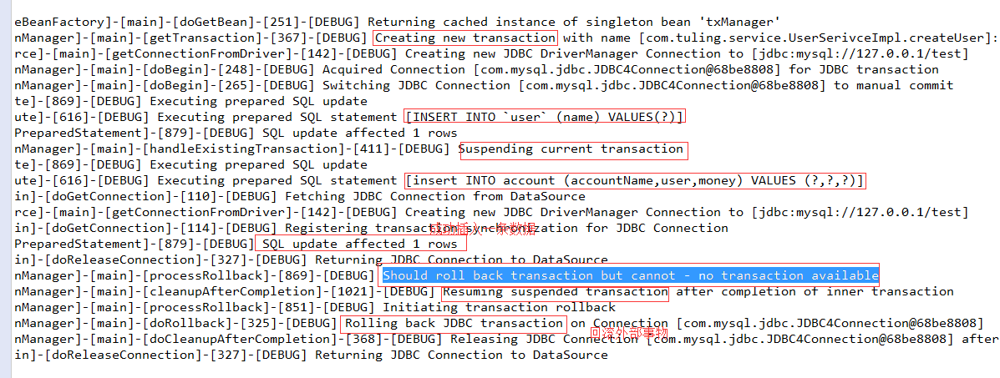 eBeanFactory]-[main]-[doGetBean]-[251]-[DEBUG] Returning cached instance of singleton bean 'txManager'
nManager]-[main]-[getTransaction]-[367]-[DEBUG] Creating new transaction with name [com.tuling.service.UserSerivceImpl.createUser]:
rce]-[main]-[getConnectionFromDriver]-[142]-[DEBUG] Creating new JDBC DriverManager Connection to [jdbc:mysql://127.0.0.1/test]
nManager]-[main]-[doBegin]-[248]-[DEBUG] Acquired Connection [com.mysql.jdbc.JDBC4Connection@68be8808] for JDBC transaction
nManager]-[main]-[doBegin]-[265]-[DEBUG] Switching JDBC Connection [com.mysql.jdbc.JDBC4Connection@68be8808] to manual commit
te]-[869]-[DEBUG] Executing prepared SQL update
ute]-[616]-[DEBUG] Executing prepared SQL statement [INSERT INTO `user` (name) VALUES(?)]
PreparedStatement]-[879]-[DEBUG] SQL update affected 1 rows
nManager]-[main]-[handleExistingTransaction]-[411]-[DEBUG] Suspending current transaction
te]-[869]-[DEBUG] Executing prepared SQL update
ute]-[616]-[DEBUG] Executing prepared SQL statement [insert INTO account (accountName,user,money) VALUES (?,?,?)]
in]-[doGetConnection]-[110]-[DEBUG] Fetching JDBC Connection from DataSource
rce]-[main]-[getConnectionFromDriver]-[142]-[DEBUG] Creating new JDBC DriverManager Connection to [jdbc:mysql://127.0.0.1/test]
in]-[doGetConnection]-[114]-[DEBUG] Registering transaction synchronization for JDBC Connection
成功插入一条数据
PreparedStatement]-[879]-[DEBUG] SQL update affected 1 rows
in]-[doReleaseConnection]-[327]-[DEBUG] Returning JDBC Connection to DataSource
nManager]-[main]-[processRollback]-[869]-[DEBUG] Should roll back transaction but cannot - no transaction available
nManager]-[main]-[cleanupAfterCompletion]-[1021]-[DEBUG] Resuming suspended transaction after completion of inner transaction
nManager]-[main]-[processRollback]-[851]-[DEBUG] Initiating transaction rollback
nManager]-[main]-[doRollback]-[325]-[DEBUG] Rolling back JDBC transaction on Connection [com.mysql.jdbc.JDBC4Connection@68be8808]
回滚外部事物
nManager]-[main]-[doCleanupAfterCompletion]-[368]-[DEBUG] Releasing JDBC Connection [com.mysql.jdbc.JDBC4Connection@68be8808] after
in]-[doReleaseConnection]-[327]-[DEBUG] Returning JDBC Connection to DataSource